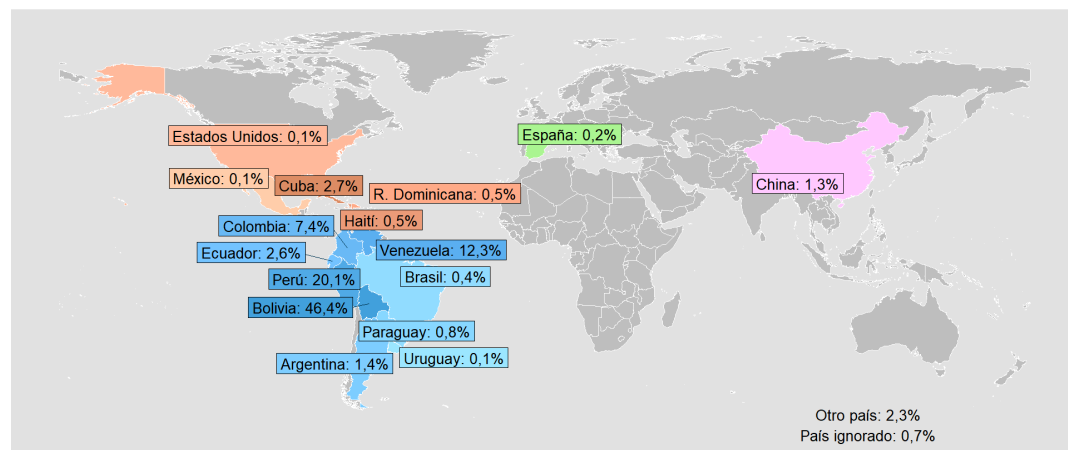 Estados Unidos: 0,1%
España: 0,2%
México: 0,1%
Cuba: 2,7%
China: 1,3%
R. Dominicana: 0,5%
Haití: 0,5%
Colombia: 7,4%
Venezuela: 12,3%
Ecuador: 2,6%
Brasil: 0,4%
Perú: 20,1%
Bolivia: 46,4%
Paraguay: 0,8%
Uruguay: 0,1%
Argentina: 1,4%
Otro país: 2,3%
País ignorado: 0,7%